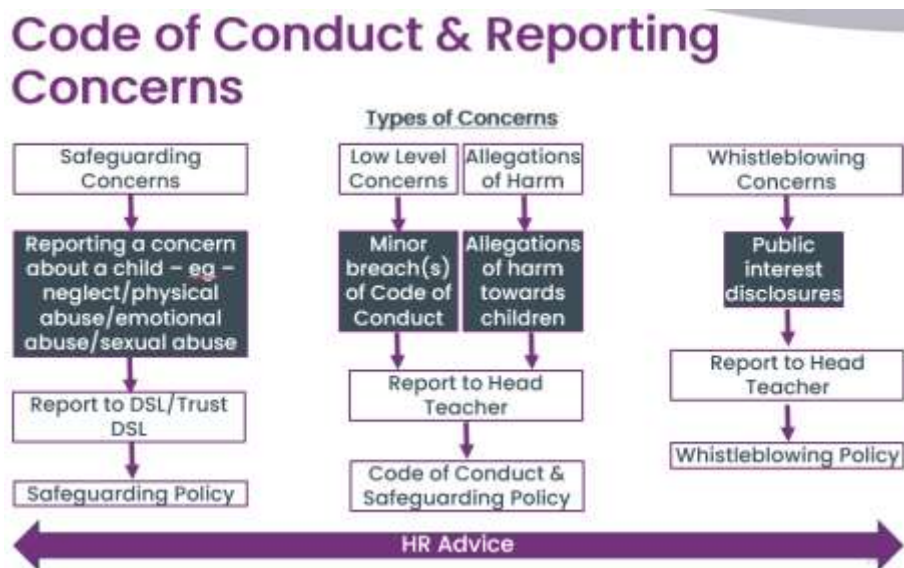 Code of Conduct & Reporting
Concerns
Types of Concerns
Safeguarding
Concerns
Reporting a concern
about a child – eg –
neglect/physical
abuse/emotional
abuse/sexual abuse
Report to DSL/Trust
DSL
Safeguarding Policy
Low Level
Concerns
Minor
breach(s)
of Code of
Conduct
Allegations
of Harm
Allegations
of harm
towards
children
Report to Head
Teacher
Code of Conduct &
Safeguarding Policy
Whistleblowing
Concerns
Public
interest
disclosures
Report to Head
Teacher
Whistleblowing Policy
HR Advice